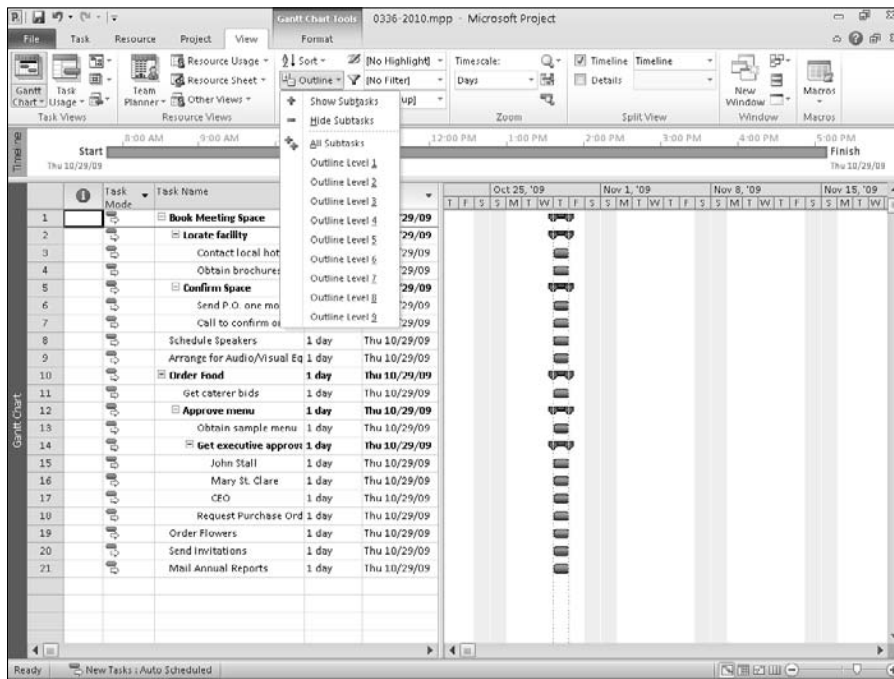 Gantt Chart Tools 0336-2010.mpp - Microsoft Project
File Task Resource Project View Format
Gantt Chart
Task Usage
Team Planner
Resource Usage
Resource Sheet
Other Views
Sort
Outline
[No Highlight]
[No Filter]
up]
Timescale:
Days
Timeline Timeline
Details
New Window
Macros
Task Views Resource Views Zoom Split View Window Macros
Show Subtasks
Hide Subtasks
All Subtasks
Outline Level 1
Outline Level 2
Outline Level 3
Outline Level 4
Outline Level 5
Outline Level 6
Outline Level 7
Outline Level 8
Outline Level 9
Timeline
8:00 AM 9:00 AM 12:00 PM 1:00 PM 2:00 PM 3:00 PM 4:00 PM 5:00 PM
Start Finish
Thu 10/29/09 Thu 10/29/09
Task Mode Task Name
Oct 25, '09 Nov 1, '09 Nov 8, '09 Nov 15, '09
T F S S M T W T F S S M T W T F S S M T W T F S S M T W
1 Book Meeting Space 29/09
2 Locate facility 29/09
3 Contact local hot 29/09
4 Obtain brochures 29/09
5 Confirm Space 29/09
6 Send P.O. one mo 29/09
7 Call to confirm o 29/09
8 Schedule Speakers 1 day Thu 10/29/09
9 Arrange for Audio/Visual Eq 1 day Thu 10/29/09
10 Order Food 1 day Thu 10/29/09
11 Get caterer bids 1 day Thu 10/29/09
12 Approve menu 1 day Thu 10/29/09
13 Obtain sample menu 1 day Thu 10/29/09
14 Get executive approv 1 day Thu 10/29/09
15 John Stall 1 day Thu 10/29/09
16 Mary St. Clare 1 day Thu 10/29/09
17 CEO 1 day Thu 10/29/09
18 Request Purchase Ord 1 day Thu 10/29/09
19 Order Flowers 1 day Thu 10/29/09
20 Send Invitations 1 day Thu 10/29/09
21 Mail Annual Reports 1 day Thu 10/29/09
Gantt Chart
Ready New Tasks : Auto Scheduled